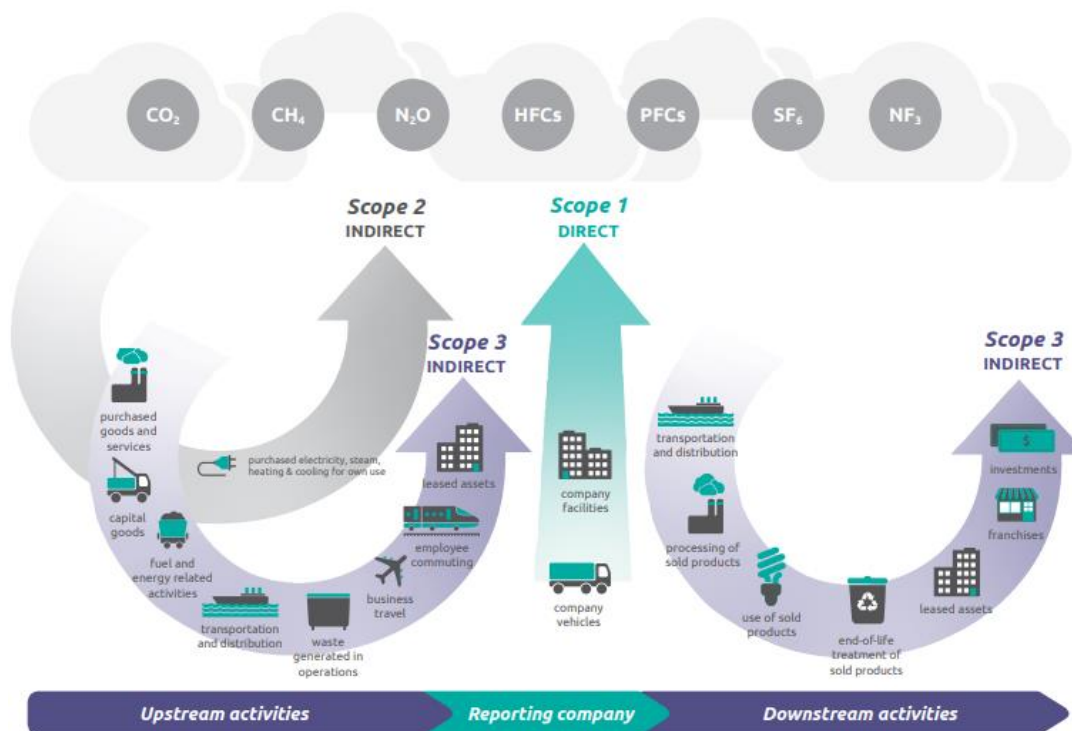 CO₂
CH₄
N₂O
HFCs
PFCs
SF₆
NF₃
Scope 2
INDIRECT
Scope 1
DIRECT
Scope 3
INDIRECT
Scope 3
INDIRECT
purchased
goods and
services
capital
goods
fuel and
energy related
activities
purchased electricity, steam,
heating & cooling for own use
transportation
and distribution
waste
generated in
operations
business
travel
employee
commuting
leased assets
company
facilities
company
vehicles
transportation
and distribution
processing of
sold products
use of sold
products
end-of-life
treatment of
sold products
leased assets
franchises
$
investments
Upstream activities
Reporting company
Downstream activities